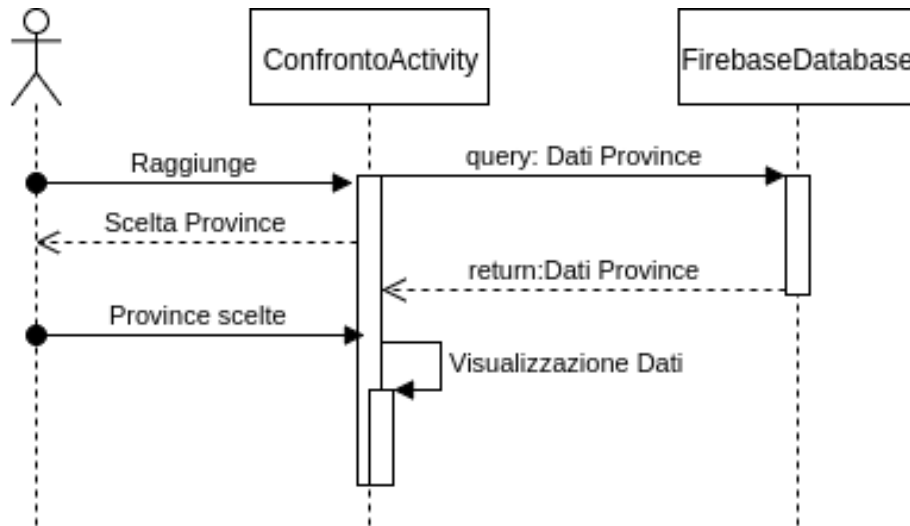 ConfrontoActivity
FirebaseDatabase
Raggiunge
query: Dati Province
Scelta Province
return:Dati Province
Province scelte
Visualizzazione Dati